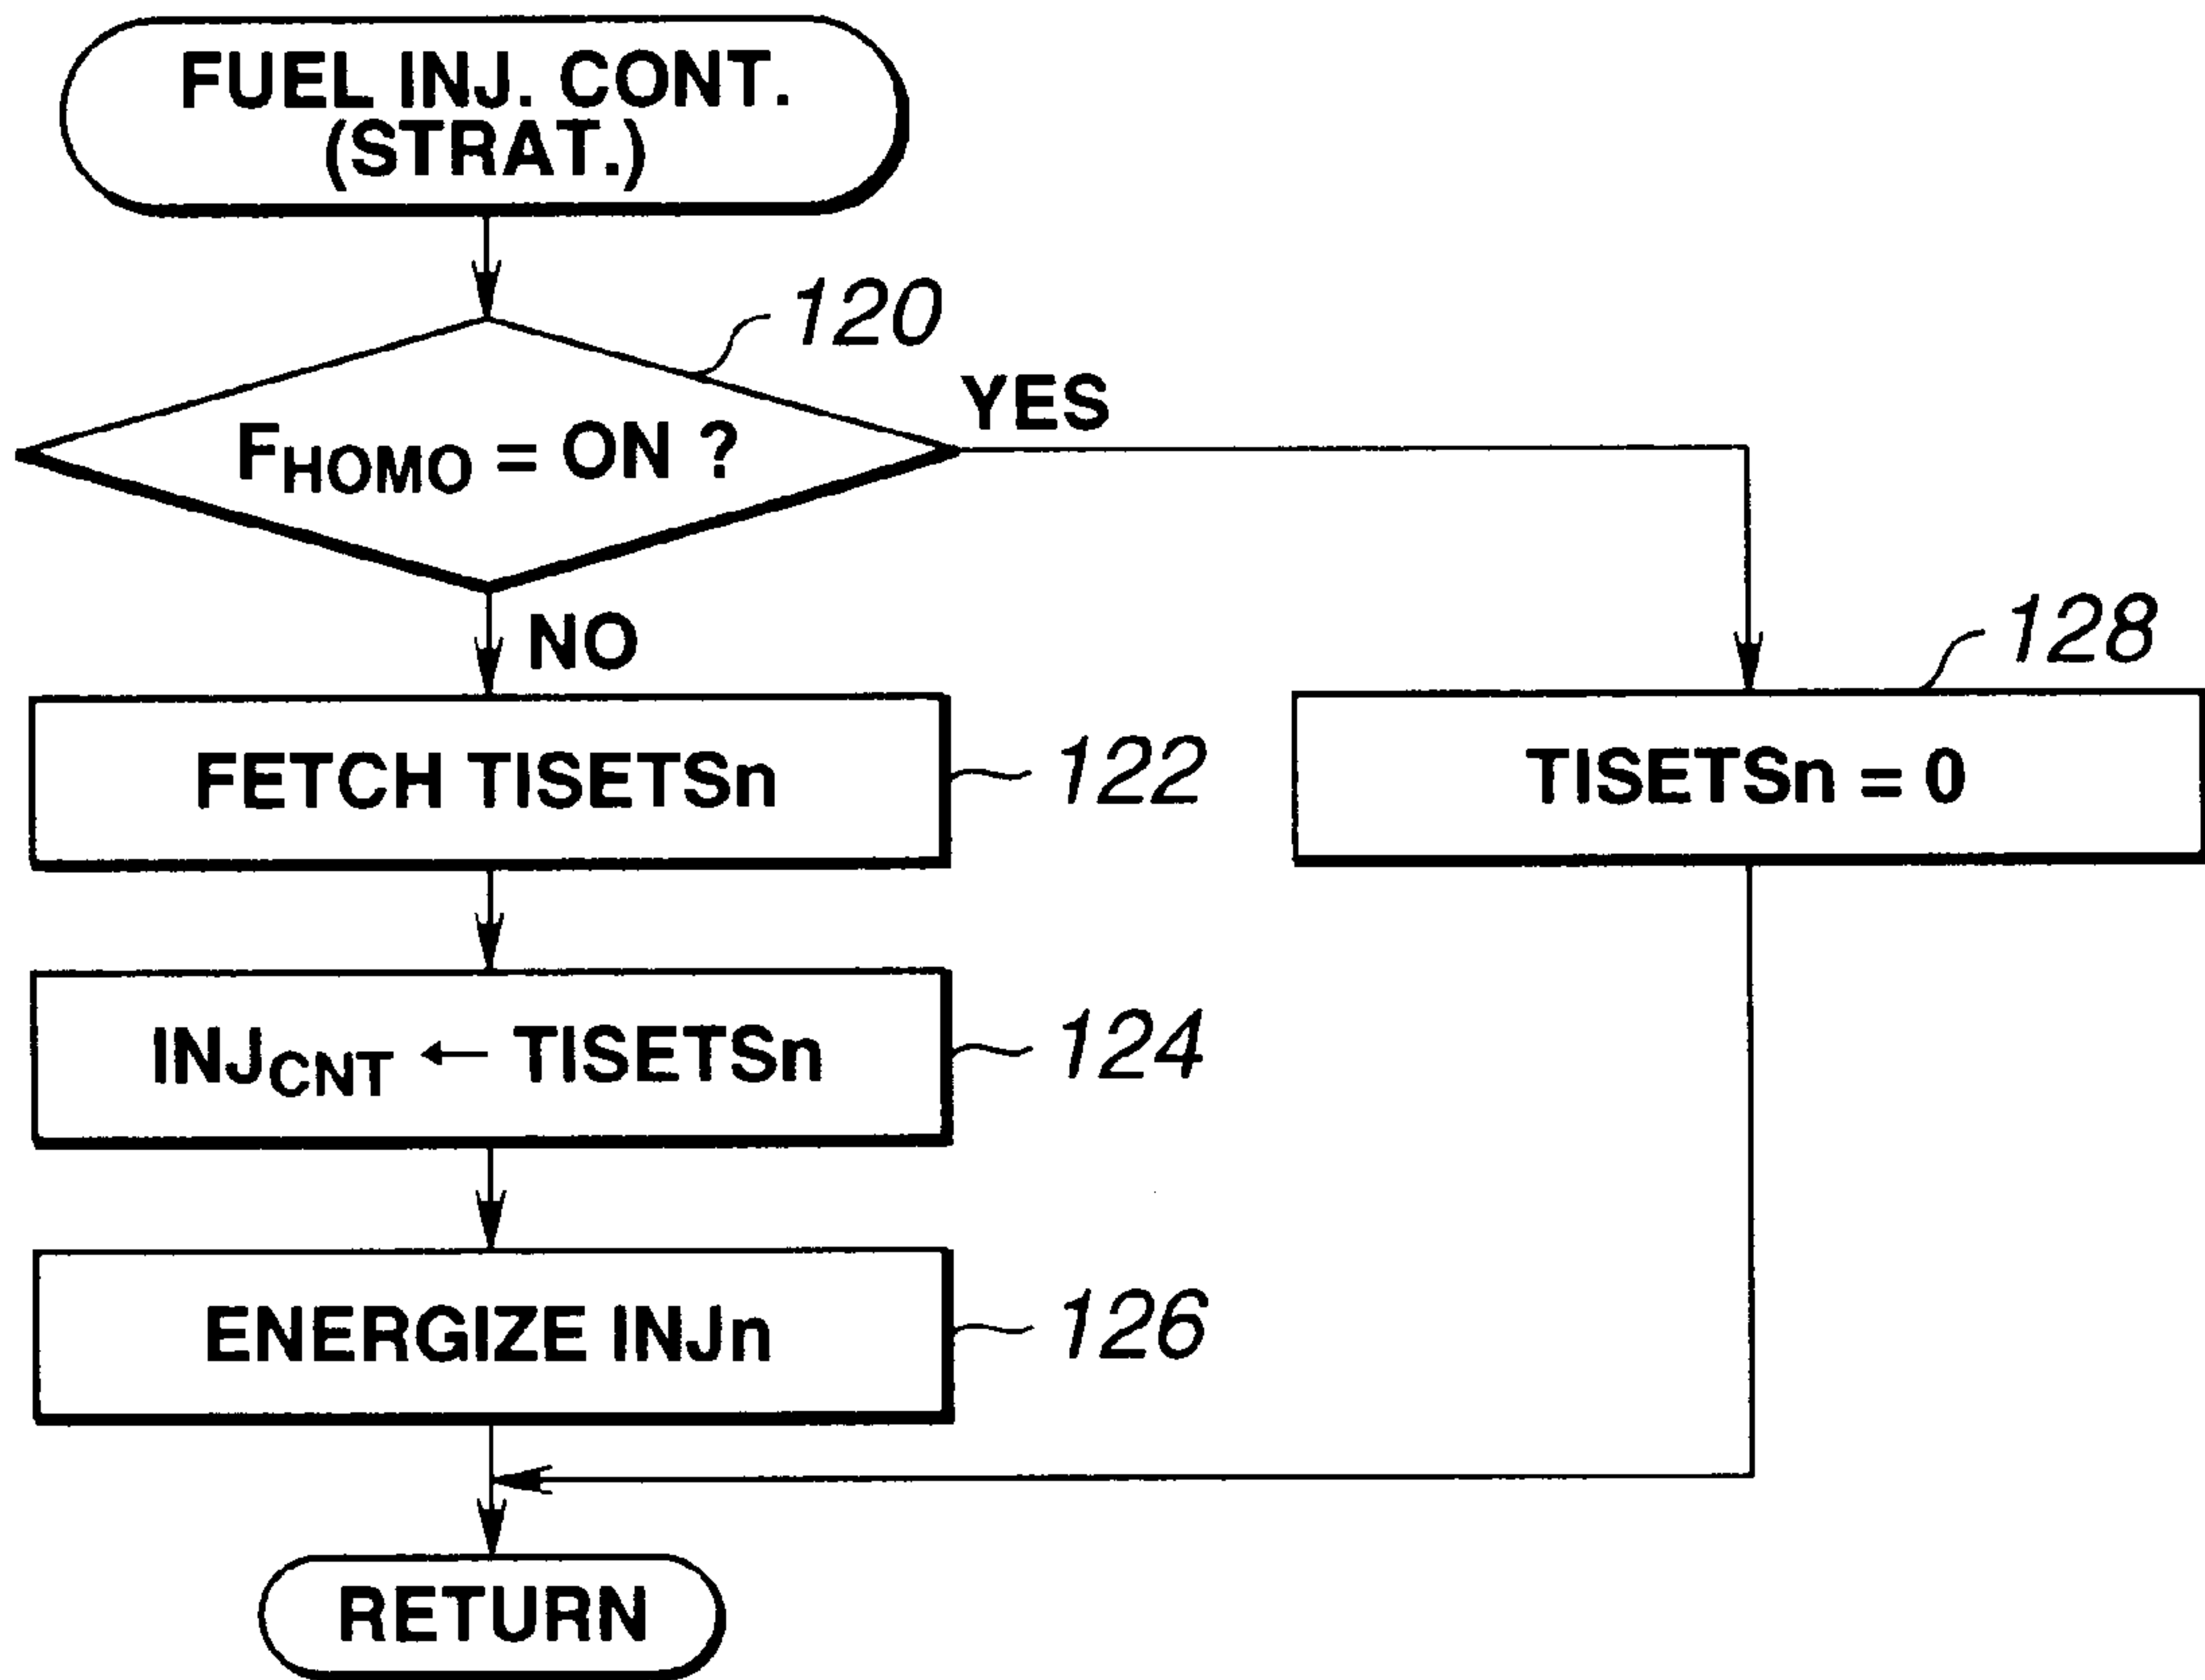 FUEL INJ. CONT.
(STRAT.)
120
YES
FHOMO = ON ?
NO
128
FETCH TISETSn
122
TISETSn = 0
INJCNT ← TISETSn
124
ENERGIZE INJn
126
RETURN